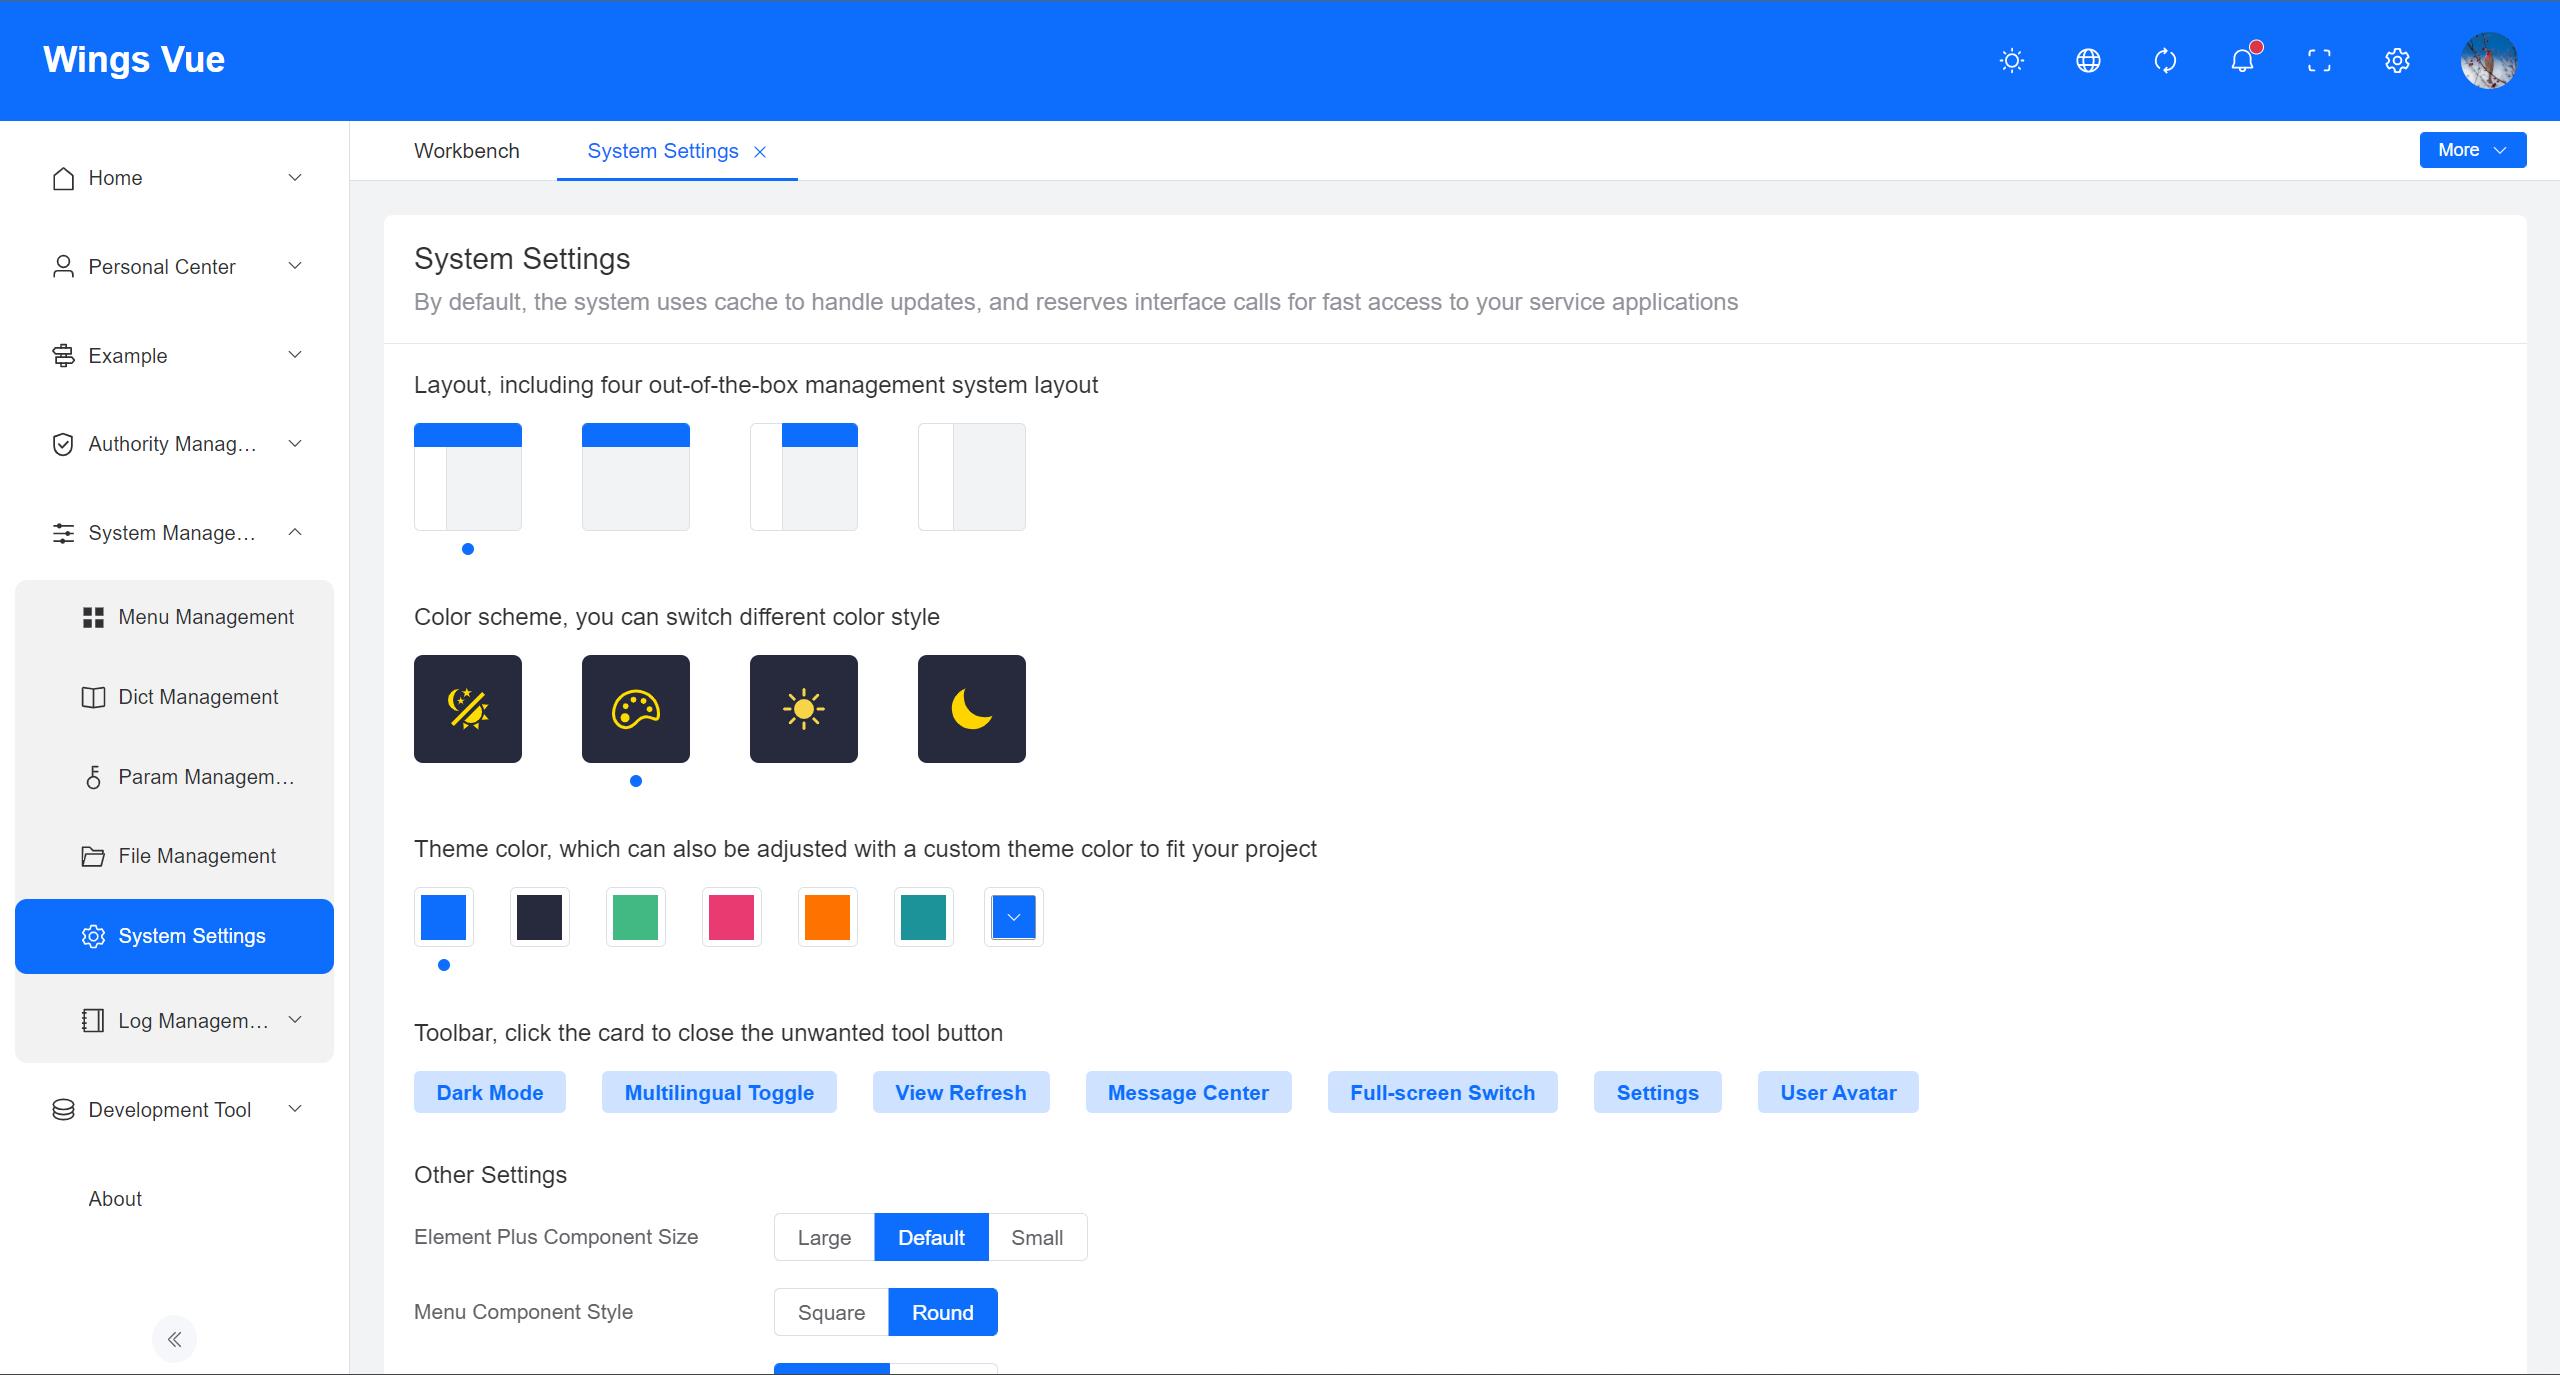 Wings Vue
Home
Personal Center
Example
Authority Manag...
System Manage...
Menu Management
Dict Management
Param Managem...
File Management
System Settings
Log Managem...
Development Tool
About
Workbench
System Settings
More
System Settings
By default, the system uses cache to handle updates, and reserves interface calls for fast access to your service applications
Layout, including four out-of-the-box management system layout
Color scheme, you can switch different color style
Theme color, which can also be adjusted with a custom theme color to fit your project
Toolbar, click the card to close the unwanted tool button
Dark Mode Multilingual Toggle View Refresh Message Center Full-screen Switch Settings User Avatar
Other Settings
Element Plus Component Size Large Default Small
Menu Component Style Square Round